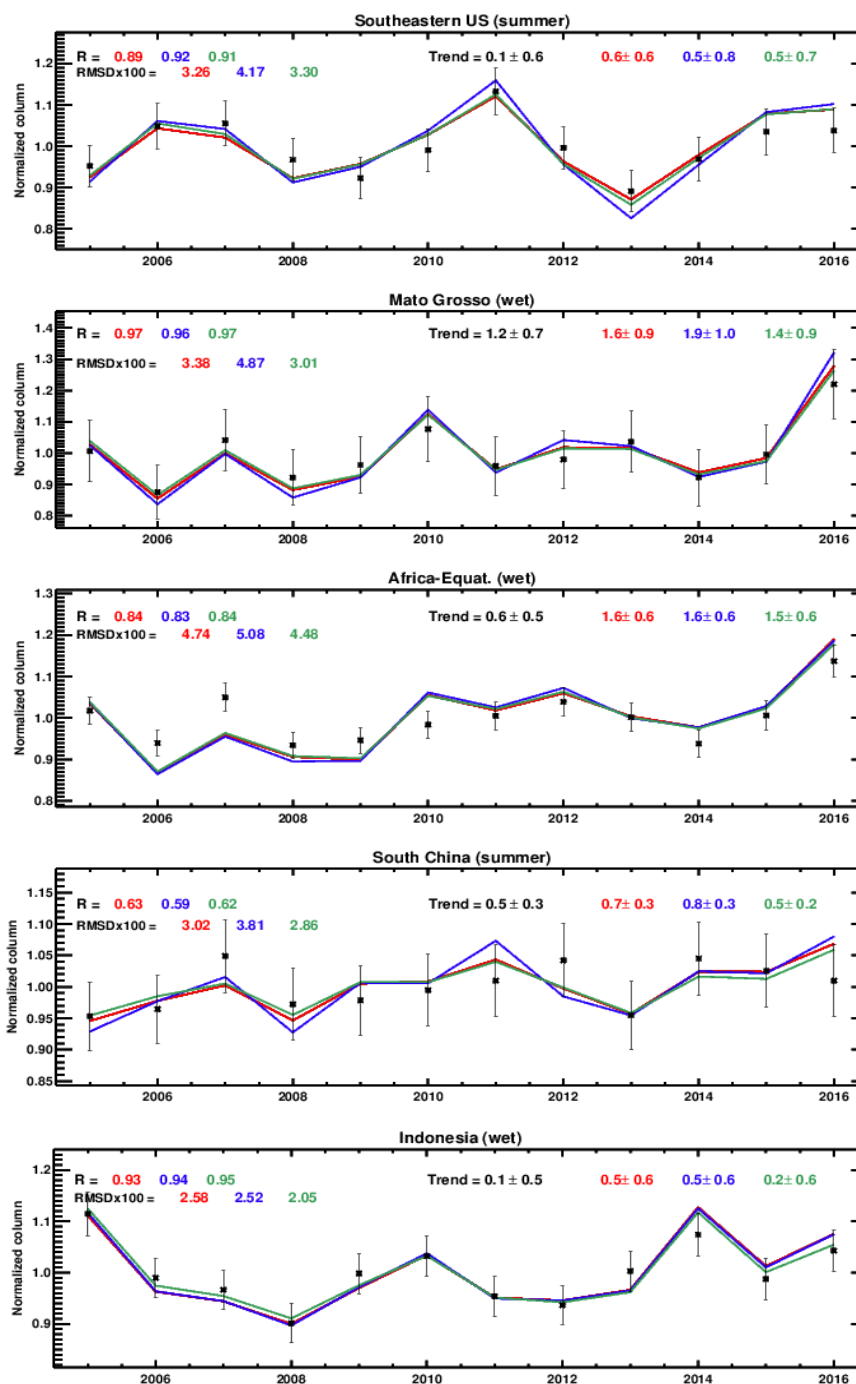 Southeastern US (summer)
R = 0.89 0.92 0.91 Trend = 0.1 ± 0.6 0.6± 0.6 0.5± 0.8 0.5± 0.7
RMSDx100 = 3.26 4.17 3.30
1.2
1.1
1.0
0.9
0.8
Normalized column
2006 2008 2010 2012 2014 2016
Mato Grosso (wet)
R = 0.97 0.96 0.97 Trend = 1.2 ± 0.7 1.6± 0.9 1.9± 1.0 1.4± 0.9
RMSDx100 = 3.38 4.87 3.01
1.4
1.3
1.2
1.1
1.0
0.9
0.8
Normalized column
2006 2008 2010 2012 2014 2016
Africa-Equat. (wet)
R = 0.84 0.83 0.84 Trend = 0.6 ± 0.5 1.6± 0.6 1.6± 0.6 1.5± 0.6
RMSDx100 = 4.74 5.08 4.48
1.3
1.2
1.1
1.0
0.9
0.8
Normalized column
2006 2008 2010 2012 2014 2016
South China (summer)
R = 0.63 0.59 0.62 Trend = 0.5 ± 0.3 0.7± 0.3 0.8± 0.3 0.5± 0.2
RMSDx100 = 3.02 3.81 2.86
1.15
1.10
1.05
1.00
0.95
0.90
0.85
Normalized column
2006 2008 2010 2012 2014 2016
Indonesia (wet)
R = 0.93 0.94 0.95 Trend = 0.1 ± 0.5 0.5± 0.6 0.5± 0.6 0.2± 0.6
RMSDx100 = 2.58 2.52 2.05
1.2
1.1
1.0
0.9
Normalized column
2006 2008 2010 2012 2014 2016